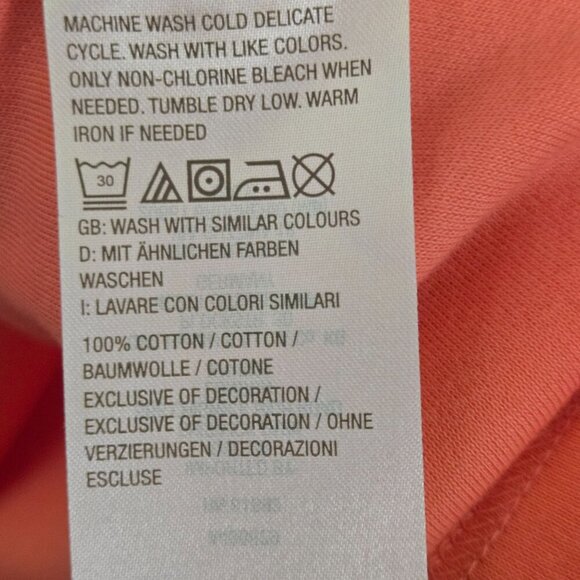 MACHINE WASH COLD DELICATE
CYCLE. WASH WITH LIKE COLORS.
ONLY NON-CHLORINE BLEACH WHEN
NEEDED. TUMBLE DRY LOW. WARM
IRON IF NEEDED
30
GB: WASH WITH SIMILAR COLOURS
D: MIT ÄHNLICHEN FARBEN
WASCHEN
I: LAVARE CON COLORI SIMILARI
100% COTTON / COTTON /
BAUMWOLLE / COTONE
EXCLUSIVE OF DECORATION /
EXCLUSIVE OF DECORATION / OHNE
VERZIERUNGEN / DECORAZIONI
ESCLUSE